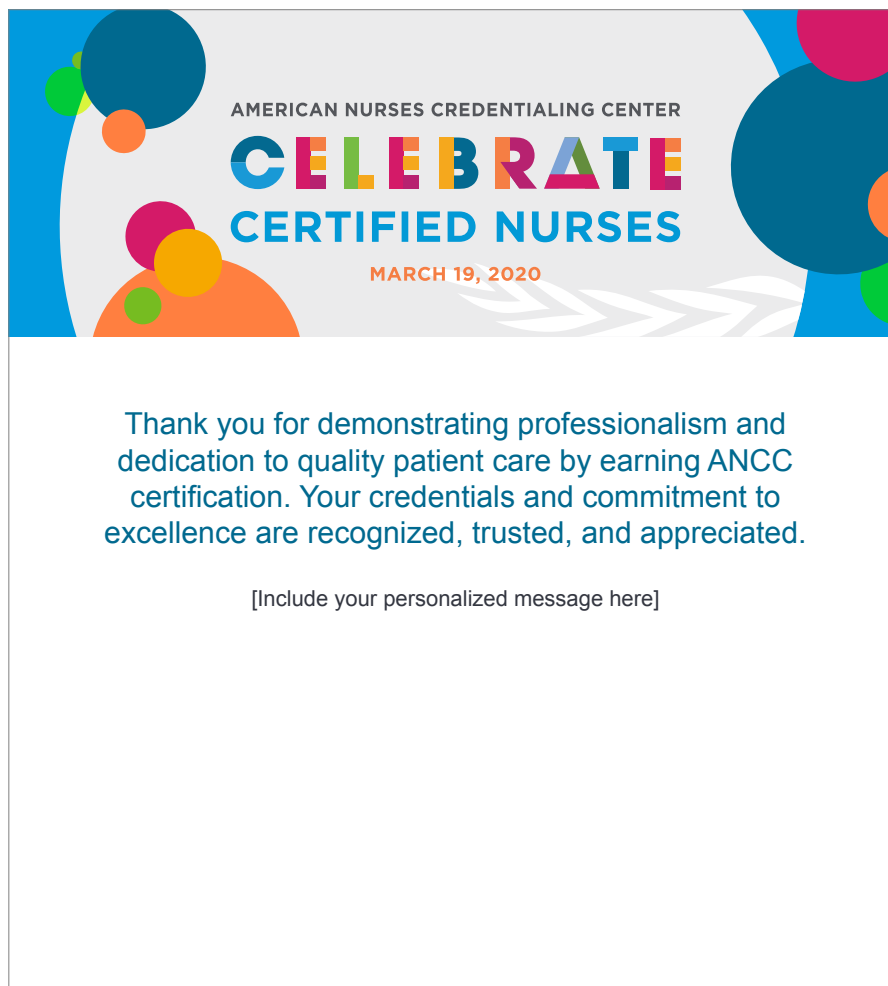 AMERICAN NURSES CREDENTIALING CENTER
CELEBRATE
CERTIFIED NURSES
MARCH 19, 2020
Thank you for demonstrating professionalism and
dedication to quality patient care by earning ANCC
certification. Your credentials and commitment to
excellence are recognized, trusted, and appreciated.
[Include your personalized message here]